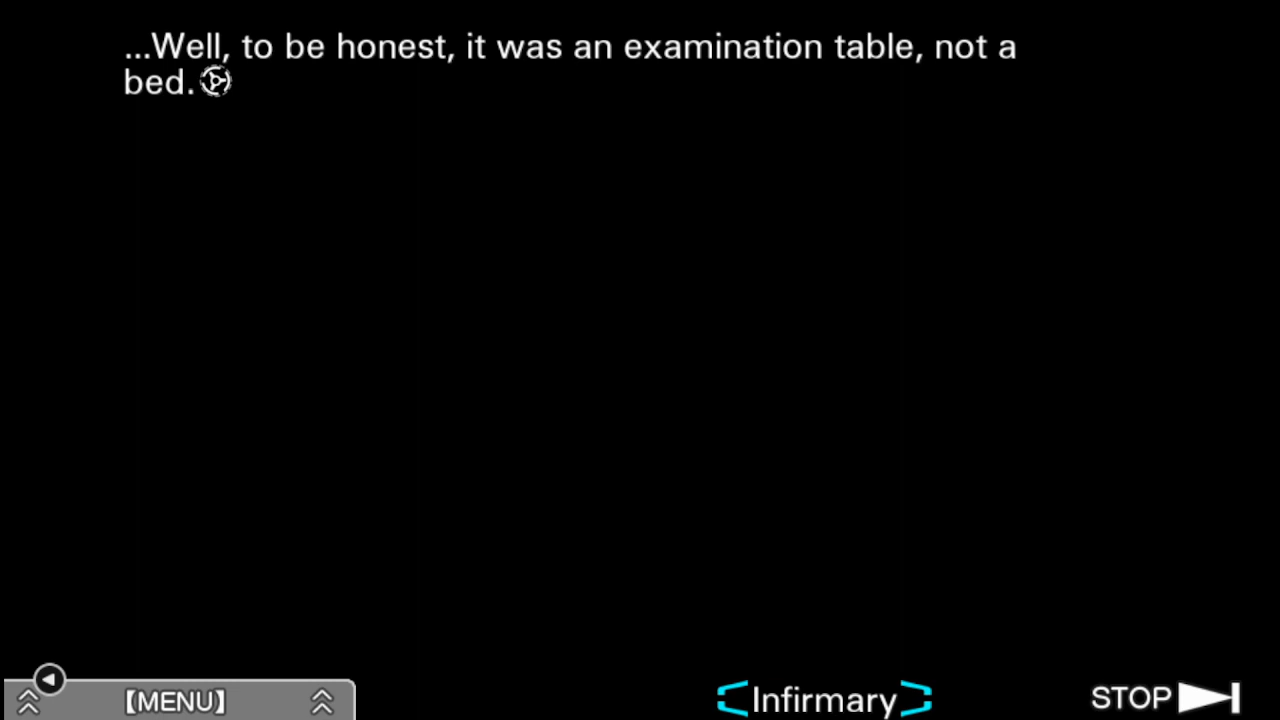 ...Well, to be honest, it was an examination table, not a
bed.
【MENU】
Infirmary
STOP